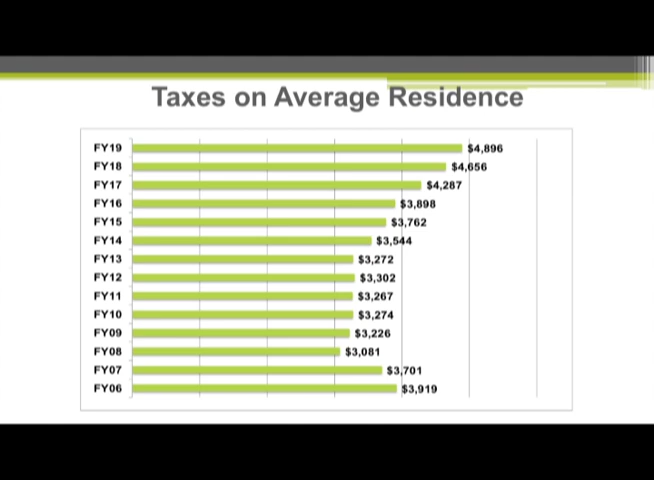 Taxes on Average Residence
FY19 $4,896
FY18 $4,656
FY17 $4,287
FY16 $3,898
FY15 $3,762
FY14 $3,544
FY13 $3,272
FY12 $3,302
FY11 $3,267
FY10 $3,274
FY09 $3,226
FY08 $3,081
FY07 $3,701
FY06 $3,919